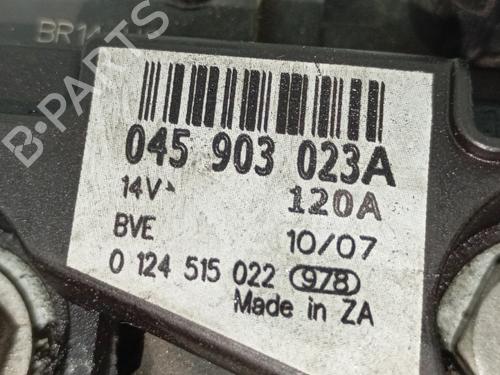 B-PARTS
045 903 023A
14V 120A
BVE 10/07
0 124 515 022 978
Made in ZA